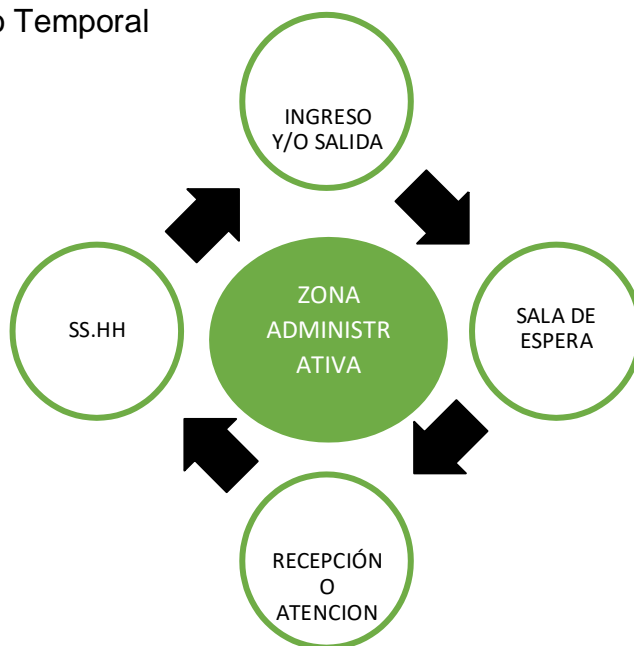 o Temporal
INGRESO
Y/O SALIDA
ZONA
ADMINISTR
ATIVA
SS.HH
SALA DE
ESPERA
RECEPCIÓN
O
ATENCION